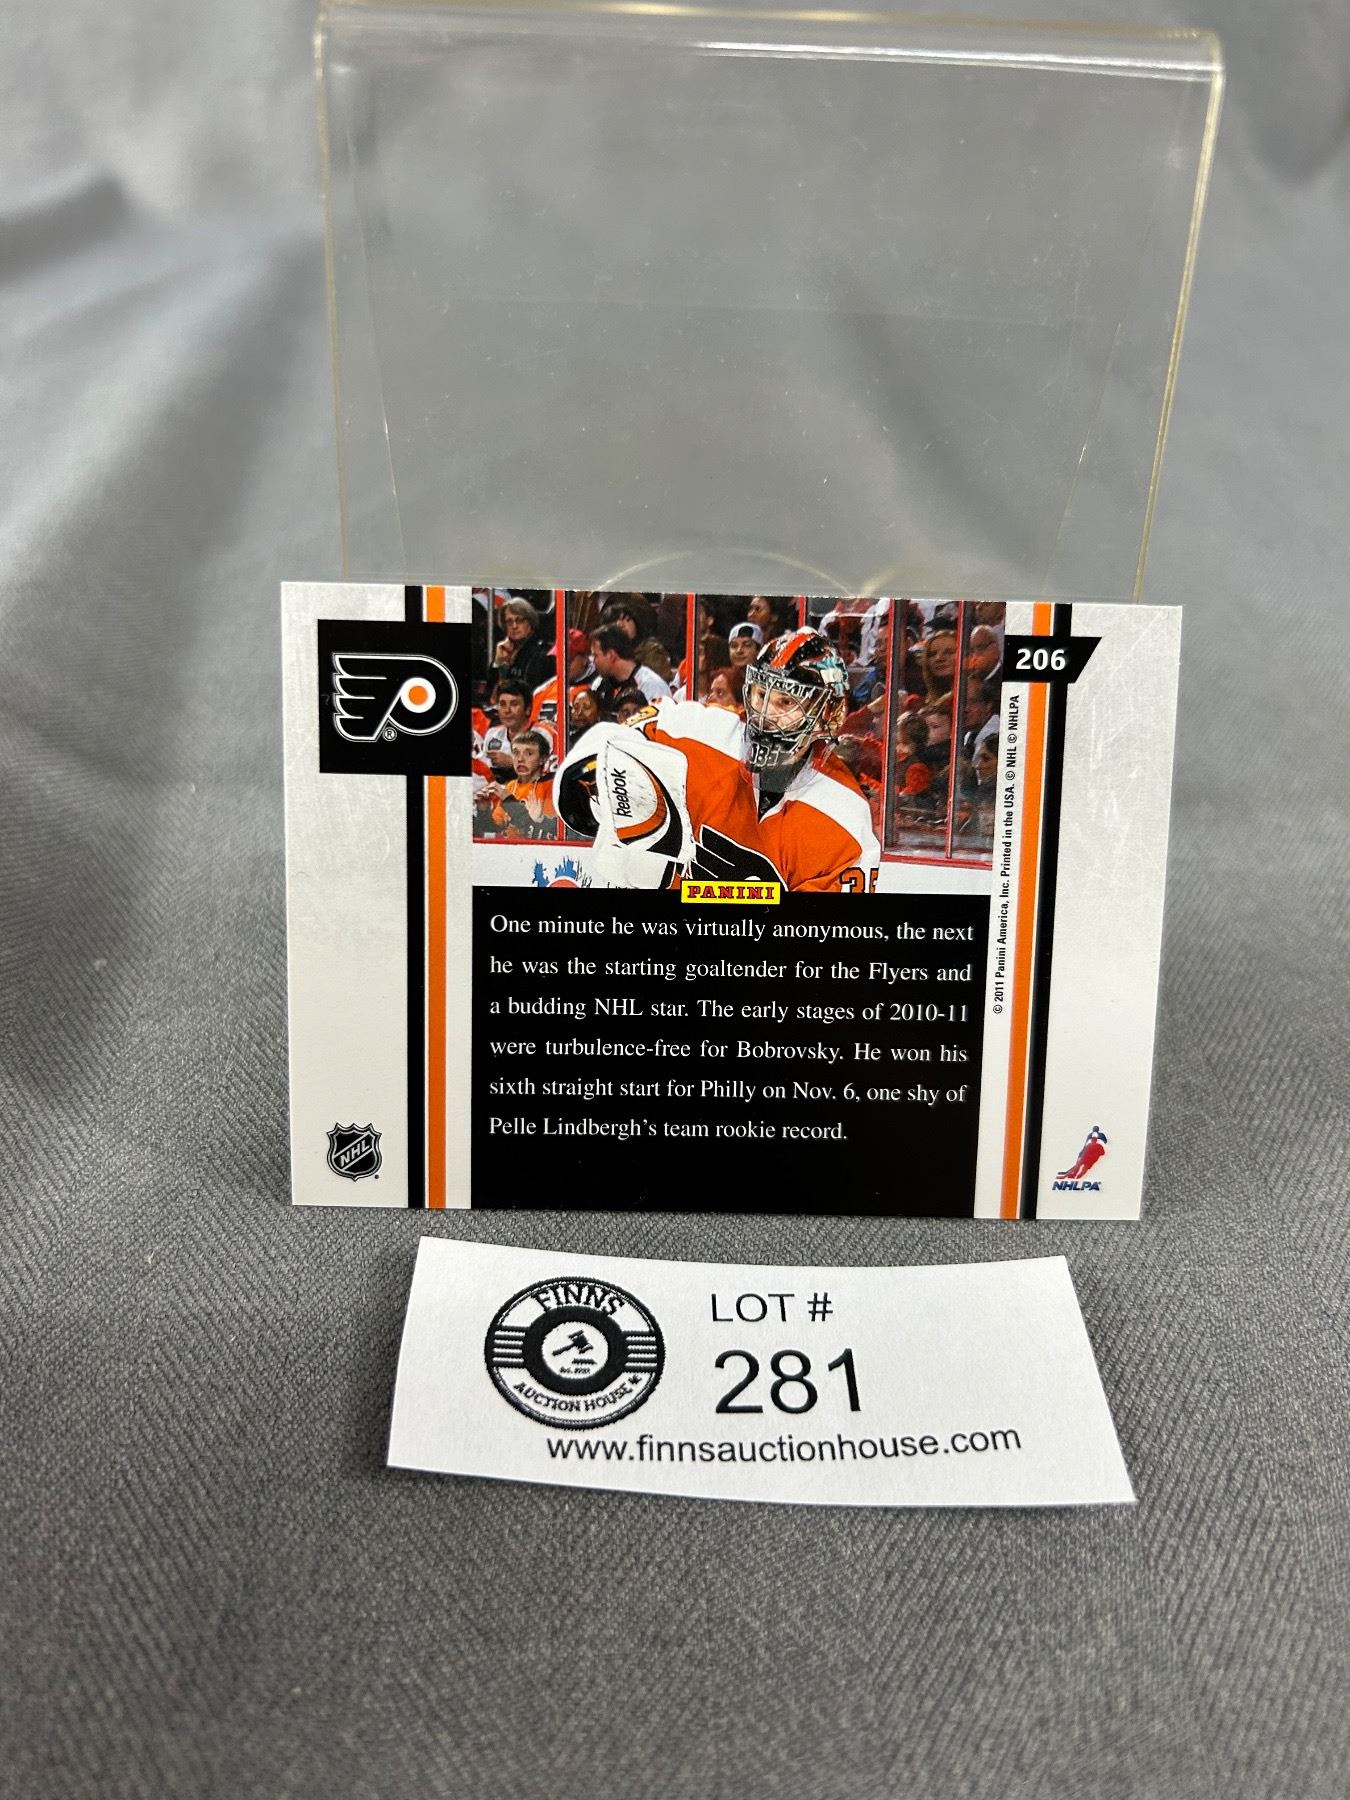 206
®
Reebok
35
© 2011 Panini America, Inc. Printed in the USA. © NHL © NHLPA
PANINI
One minute he was virtually anonymous, the next
he was the starting goaltender for the Flyers and
a budding NHL star. The early stages of 2010-11
were turbulence-free for Bobrovsky. He won his
sixth straight start for Philly on Nov. 6, one shy of
Pelle Lindbergh's team rookie record.
NHL
NHLPA
FINNS
AUCTION HOUSE
LOT #
281
www.finnsauctionhouse.com